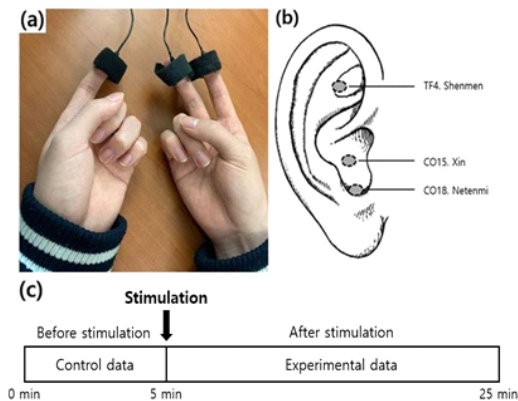 (a)
(b)
TF4. Shenmen
CO15. Xin
CO18. Netenmi
(c)
Stimulation
Before stimulation
After stimulation
Control data
Experimental data
0 min
5 min
25 min